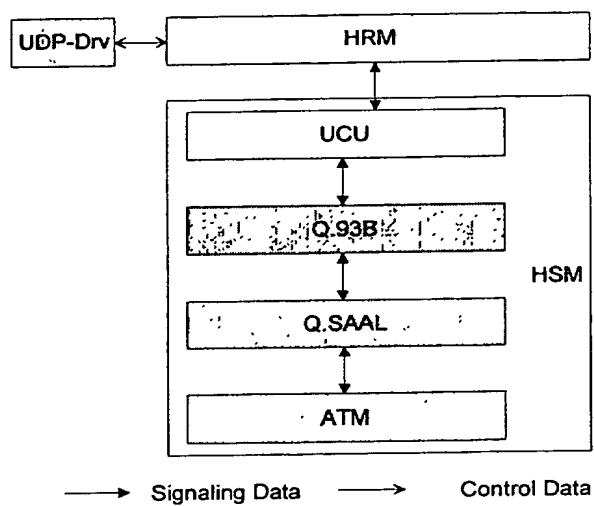 UDP-Drv
HRM
UCU
Q.93B
HSM
Q.SAAL
ATM
Signaling Data
Control Data